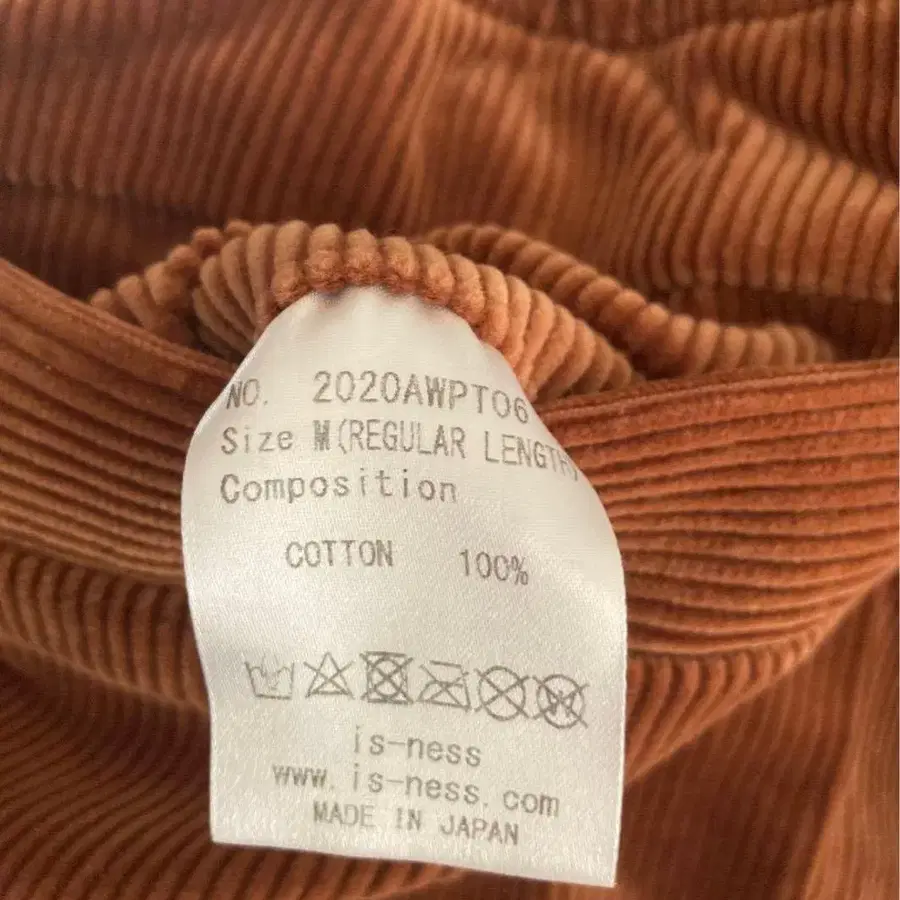 NO. 2020AWPT06
Size M(REGULAR LENGTH)
Composition
COTTON 100%
is-ness
www.is-ness.com
MADE IN JAPAN